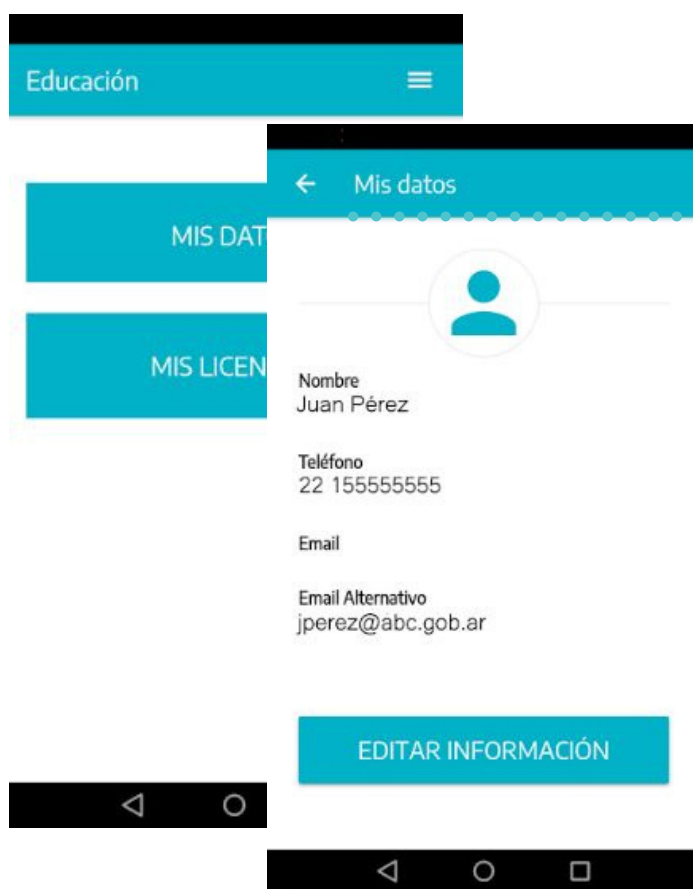 Educación
MIS DAT
MIS LICEN
Mis datos
Nombre
Juan Pérez
Teléfono
22 155555555
Email
Email Alternativo
jperez@abc.gob.ar
EDITAR INFORMACIÓN